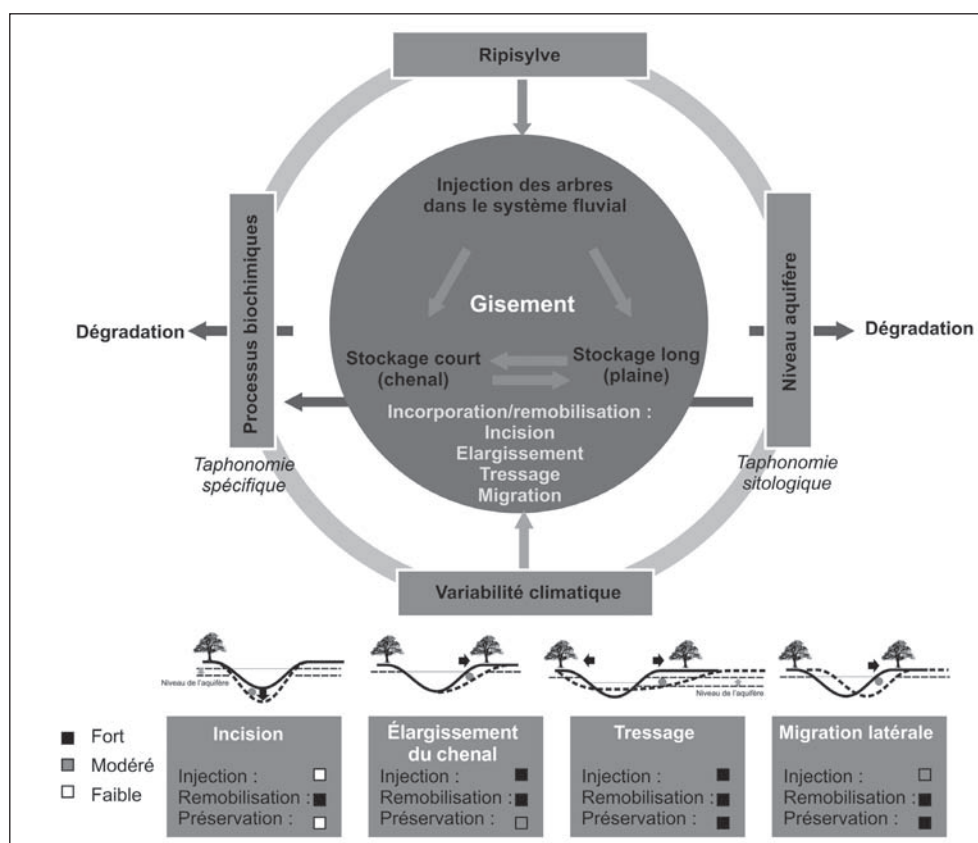 Ripisylve
Injection des arbres
dans le système fluvial
Gisement
Processus biochimiques
Niveau aquifère
Dégradation
Dégradation
Stockage court
(chenal)
Stockage long
(plaine)
Incorporation/remobilisation :
Incision
Elargissement
Tressage
Migration
Taphonomie
spécifique
Taphonomie
sitologique
Variabilité climatique
Niveau de l'aquifère
Niveau de l'aquifère
Fort
Modéré
Faible
Incision
Injection :
Remobilisation :
Préservation :
Élargissement
du chenal
Injection :
Remobilisation :
Préservation :
Tressage
Injection :
Remobilisation :
Préservation :
Migration latérale
Injection :
Remobilisation :
Préservation :